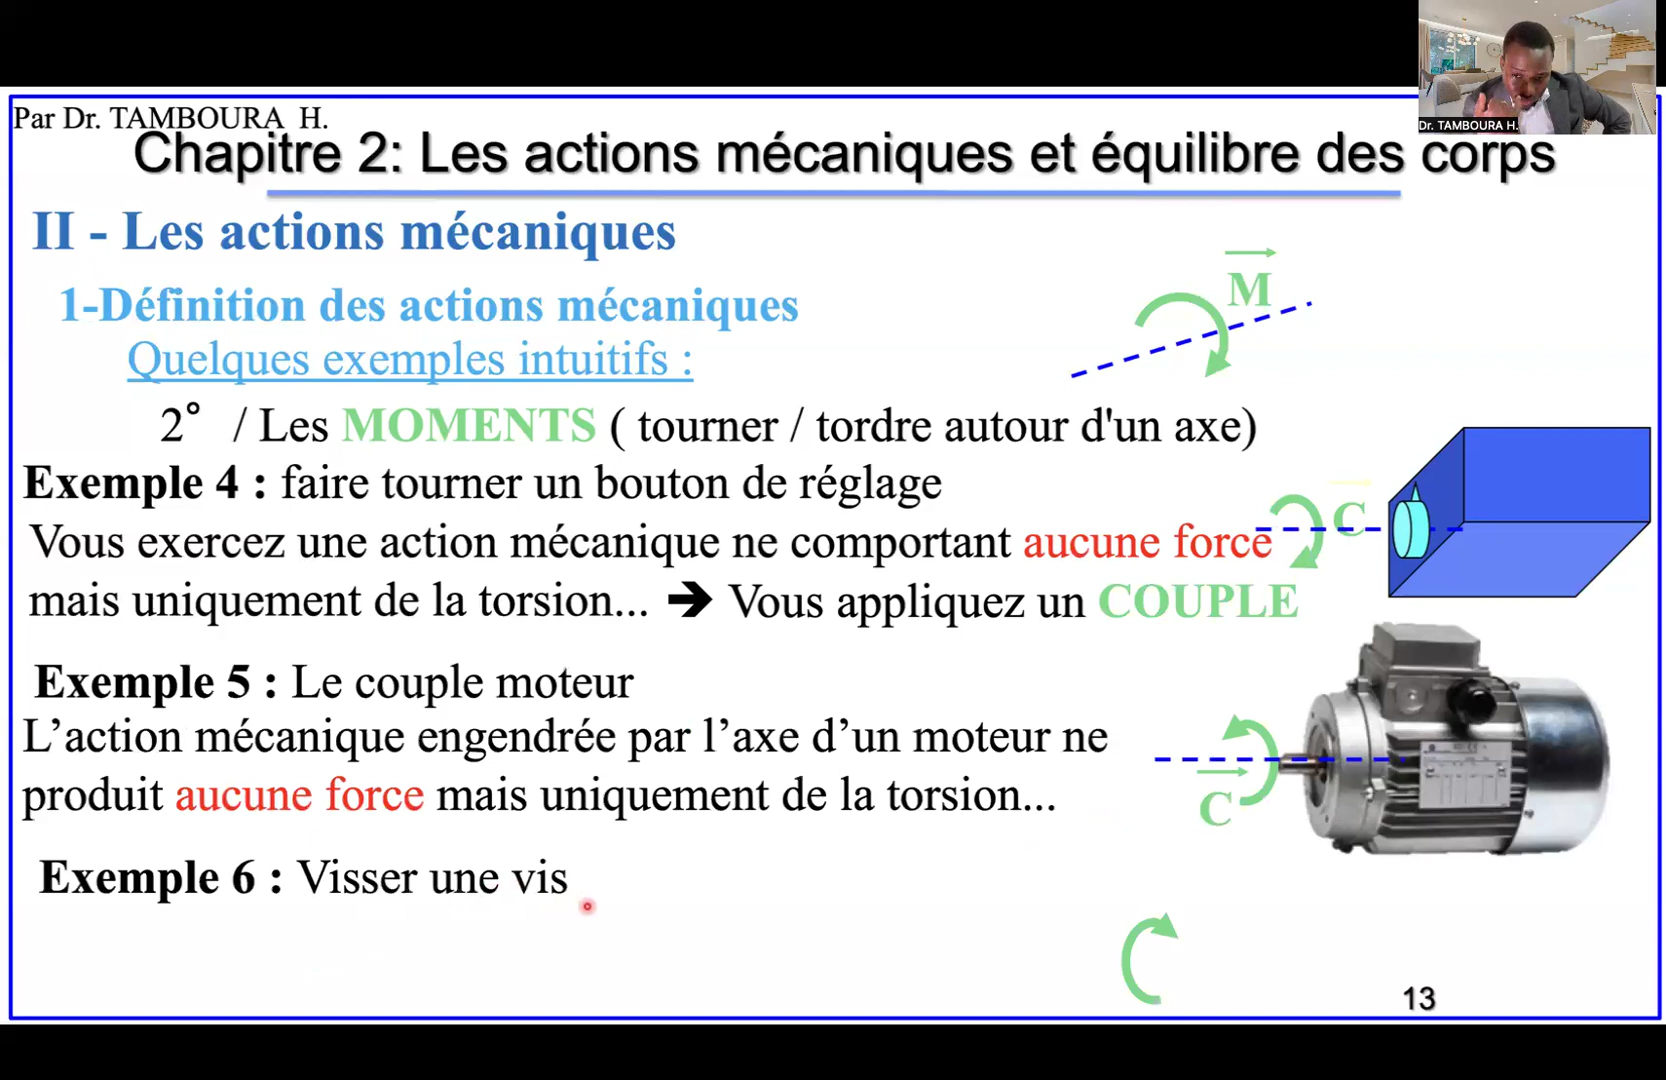 Par Dr. TAMBOURA H.
Dr. TAMBOURA H.
Chapitre 2: Les actions mécaniques et équilibre des corps
II - Les actions mécaniques
1-Définition des actions mécaniques
M
Quelques exemples intuitifs :
2° / Les MOMENTS ( tourner / tordre autour d'un axe)
Exemple 4 : faire tourner un bouton de réglage
C
Vous exercez une action mécanique ne comportant aucune force
mais uniquement de la torsion... ➔ Vous appliquez un COUPLE
Exemple 5 : Le couple moteur
L’action mécanique engendrée par l’axe d’un moteur ne
produit aucune force mais uniquement de la torsion...
C
Exemple 6 : Visser une vis
13